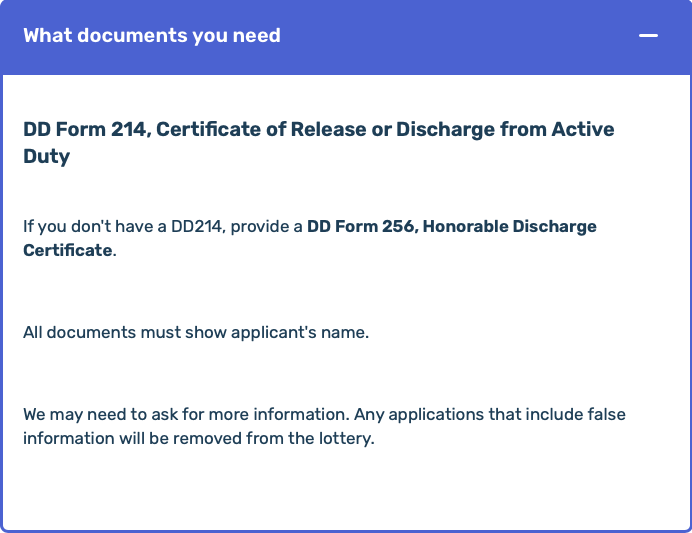 What documents you need
DD Form 214, Certificate of Release or Discharge from Active
Duty
If you don't have a DD214, provide a DD Form 256, Honorable Discharge
Certificate.
All documents must show applicant's name.
We may need to ask for more information. Any applications that include false
information will be removed from the lottery.